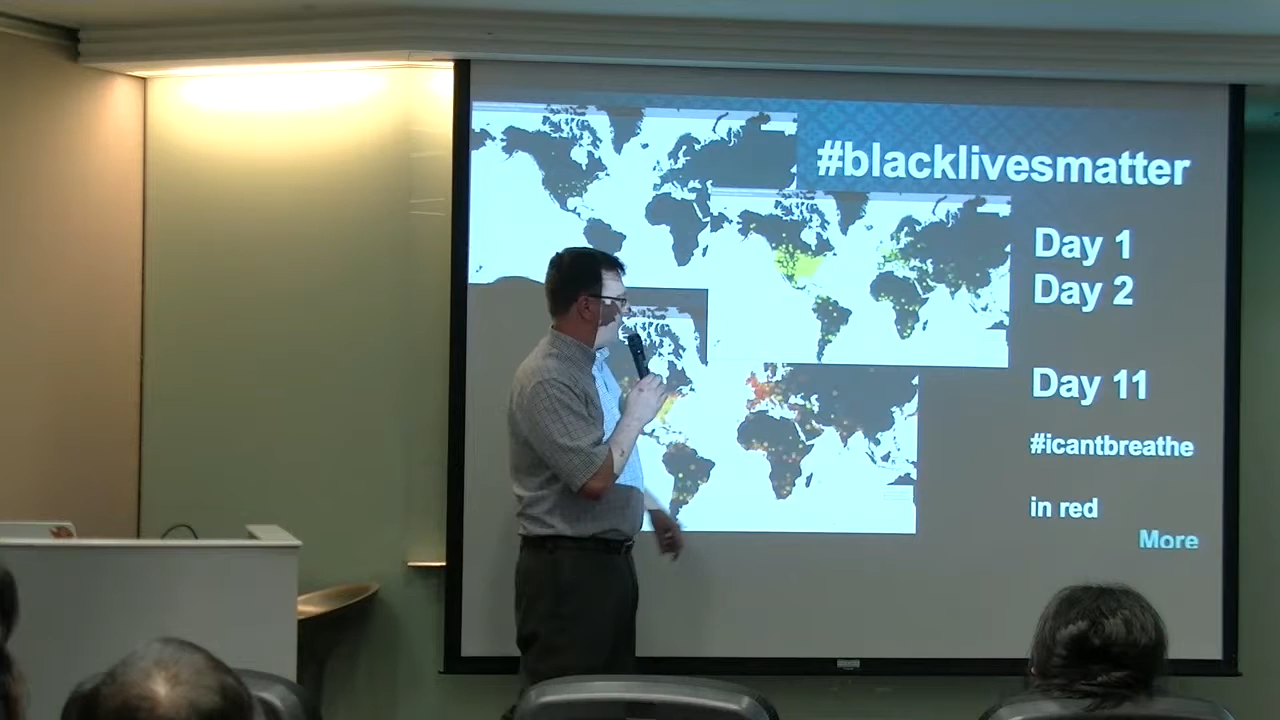 #blacklivesmatter
Day 1
Day 2
Day 11
#icantbreathe
in red
More